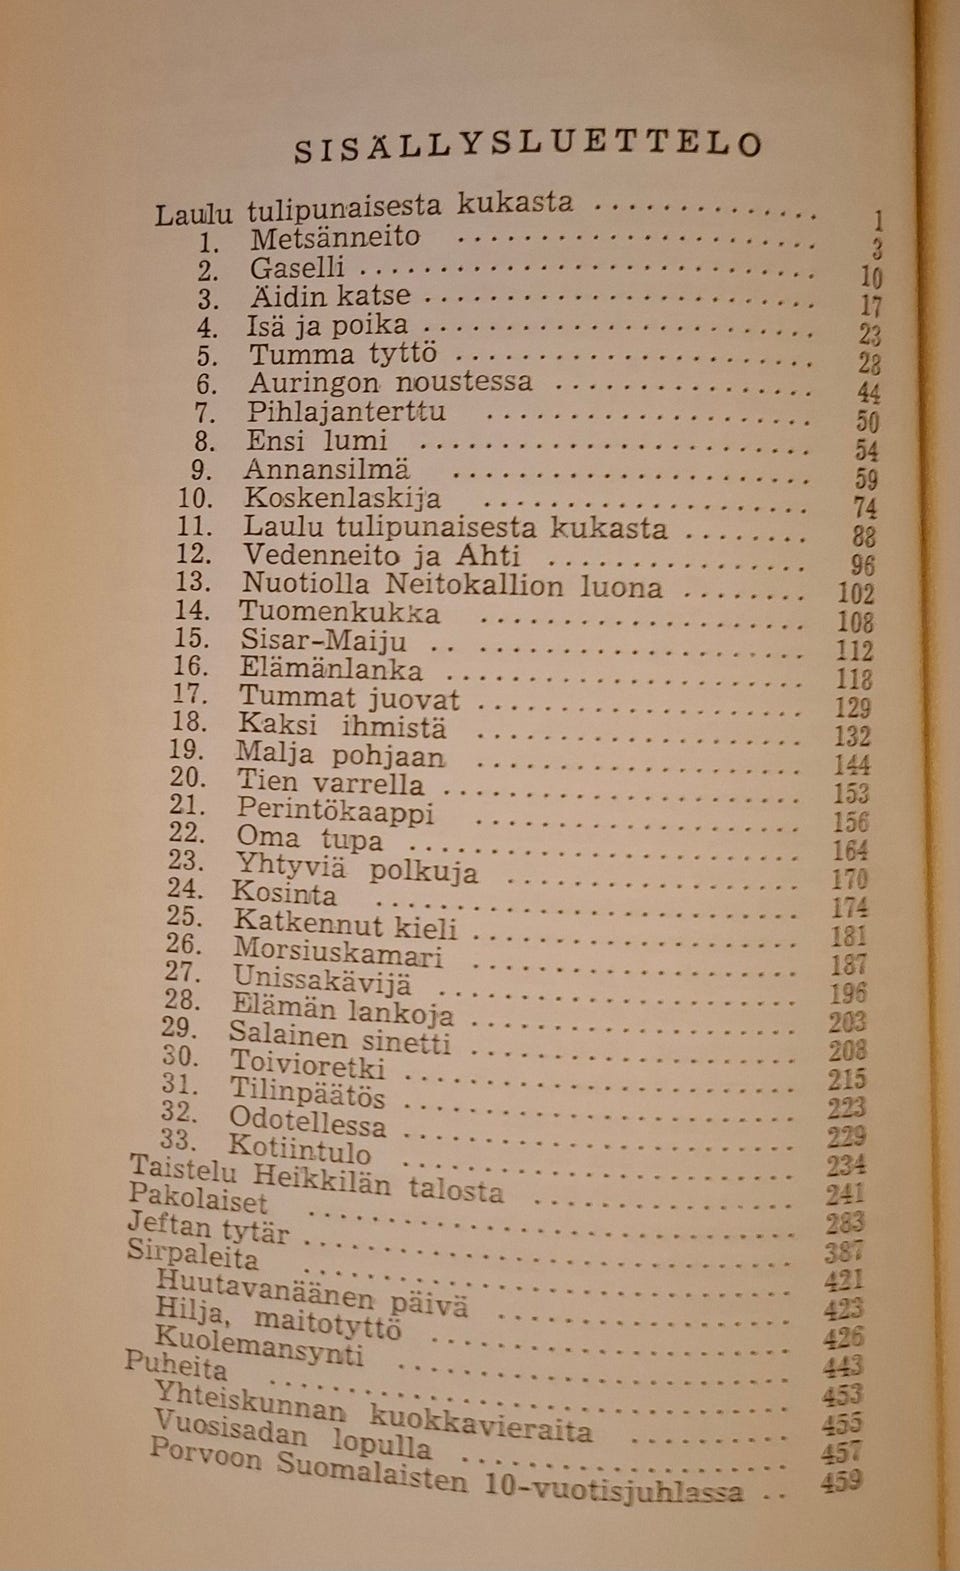 SISÄLLYSLUETTELO
Laulu tulipunaisesta kukasta .............. 1
1. Metsänneito ...................... 3
2. Gaselli ............................ 10
3. Äidin katse ........................ 17
4. Isä ja poika ........................ 23
5. Tumma tyttö ...................... 28
6. Auringon noustessa ................ 44
7. Pihlajanterttu .................... 50
8. Ensi lumi ........................ 54
9. Annansilmä ...................... 59
10. Koskenlaskija .................... 74
11. Laulu tulipunaisesta kukasta ........ 88
12. Vedenneito ja Ahti ................ 96
13. Nuotiolla Neitokallion luona ........ 102
14. Tuomenkukka .................... 108
15. Sisar-Maiju .. .................... 112
16. Elämänlanka ...................... 118
17. Tummat juovat .................... 129
18. Kaksi ihmistä .................... 132
19. Malja pohjaan .................... 144
20. Tien varrella ...................... 153
21. Perintökaappi .................... 156
22. Oma tupa ........................ 164
23. Yhtyviä polkuja .................. 170
24. Kosinta .......................... 174
25. Katkennut kieli .................... 181
26. Morsiuskamari .................... 187
27. Unissakävijä ...................... 196
28. Elämän lankoja .................... 203
29. Salainen sinetti .................... 208
30. Toivioretki ........................ 215
31. Tilinpäätös ........................ 223
32. Odotellessa ........................ 229
33. Kotiintulo ........................ 234
Taistelu Heikkilän talosta ................ 241
Pakolaiset .............................. 283
Jeftan tytär .............................. 387
Sirpaleita .............................. 421
Huutavanäänen päivä .................. 423
Hilja, maitotyttö ...................... 426
Kuolemansynti ........................ 443
Puheita ................................ 453
Yhteiskunnan kuokkavieraita .......... 455
Vuosisadan lopulla .................... 457
Porvoon Suomalaisten 10-vuotisjuhlassa .. 459